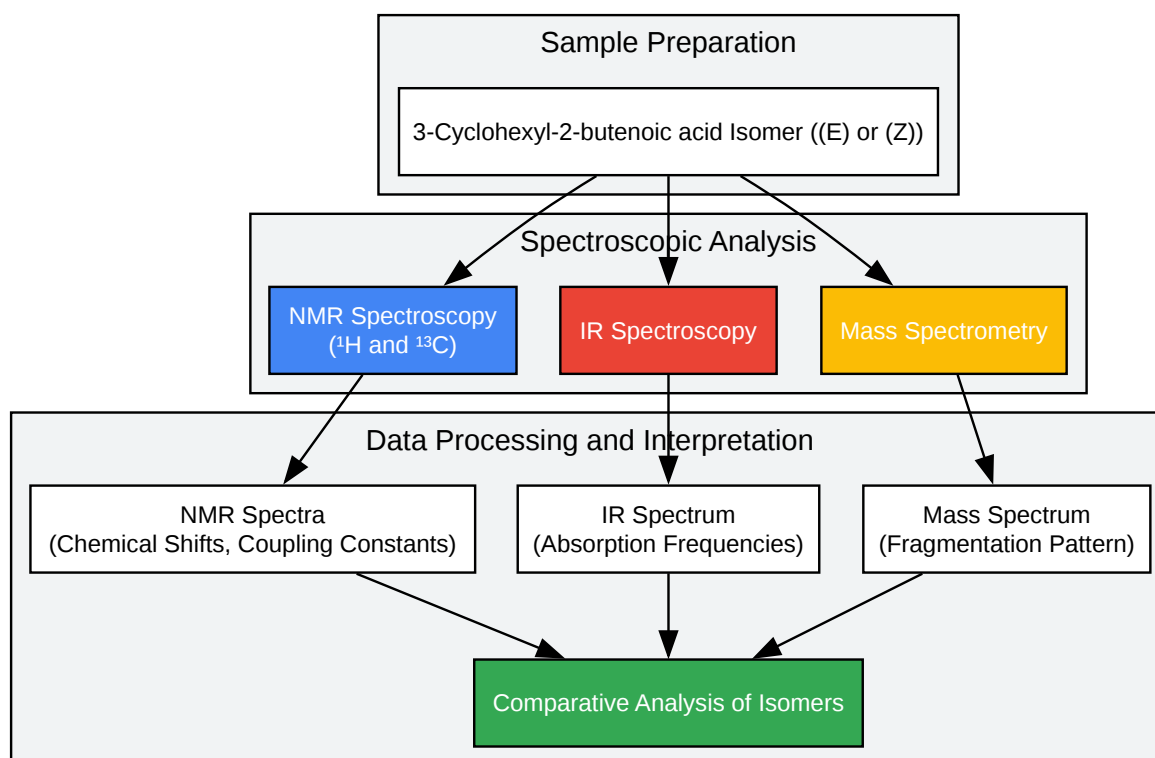 Sample Preparation
3-Cyclohexyl-2-butenoic acid Isomer ((E) or (Z))
Spectroscopic Analysis
NMR Spectroscopy
(¹H and ¹³C)
IR Spectroscopy
Mass Spectrometry
Data Processing and Interpretation
NMR Spectra
(Chemical Shifts, Coupling Constants)
IR Spectrum
(Absorption Frequencies)
Mass Spectrum
(Fragmentation Pattern)
Comparative Analysis of Isomers